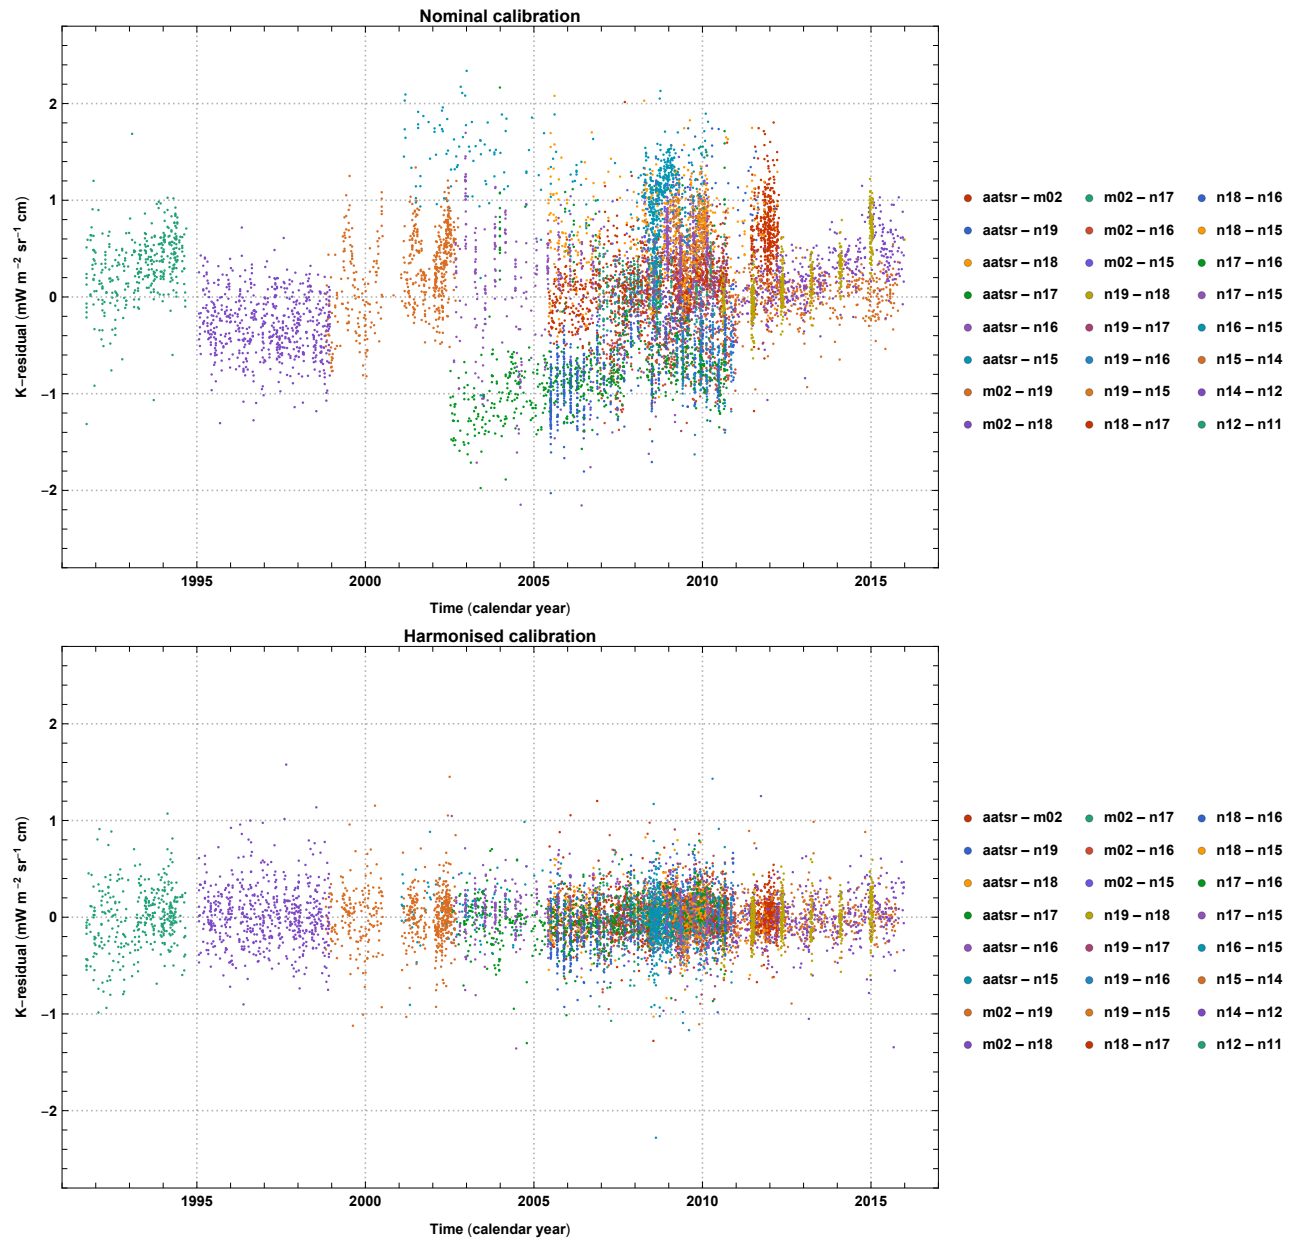 Nominal calibration
2
1
0
−1
−2
K−residual (mW m⁻² sr⁻¹ cm)
1995 2000 2005 2010 2015
Time (calendar year)
aatsr − m02 m02 − n17 n18 − n16
aatsr − n19 m02 − n16 n18 − n15
aatsr − n18 m02 − n15 n17 − n16
aatsr − n17 n19 − n18 n17 − n15
aatsr − n16 n19 − n17 n16 − n15
aatsr − n15 n19 − n16 n15 − n14
m02 − n19 n19 − n15 n14 − n12
m02 − n18 n18 − n17 n12 − n11
Harmonised calibration
2
1
0
−1
−2
K−residual (mW m⁻² sr⁻¹ cm)
1995 2000 2005 2010 2015
Time (calendar year)
aatsr − m02 m02 − n17 n18 − n16
aatsr − n19 m02 − n16 n18 − n15
aatsr − n18 m02 − n15 n17 − n16
aatsr − n17 n19 − n18 n17 − n15
aatsr − n16 n19 − n17 n16 − n15
aatsr − n15 n19 − n16 n15 − n14
m02 − n19 n19 − n15 n14 − n12
m02 − n18 n18 − n17 n12 − n11